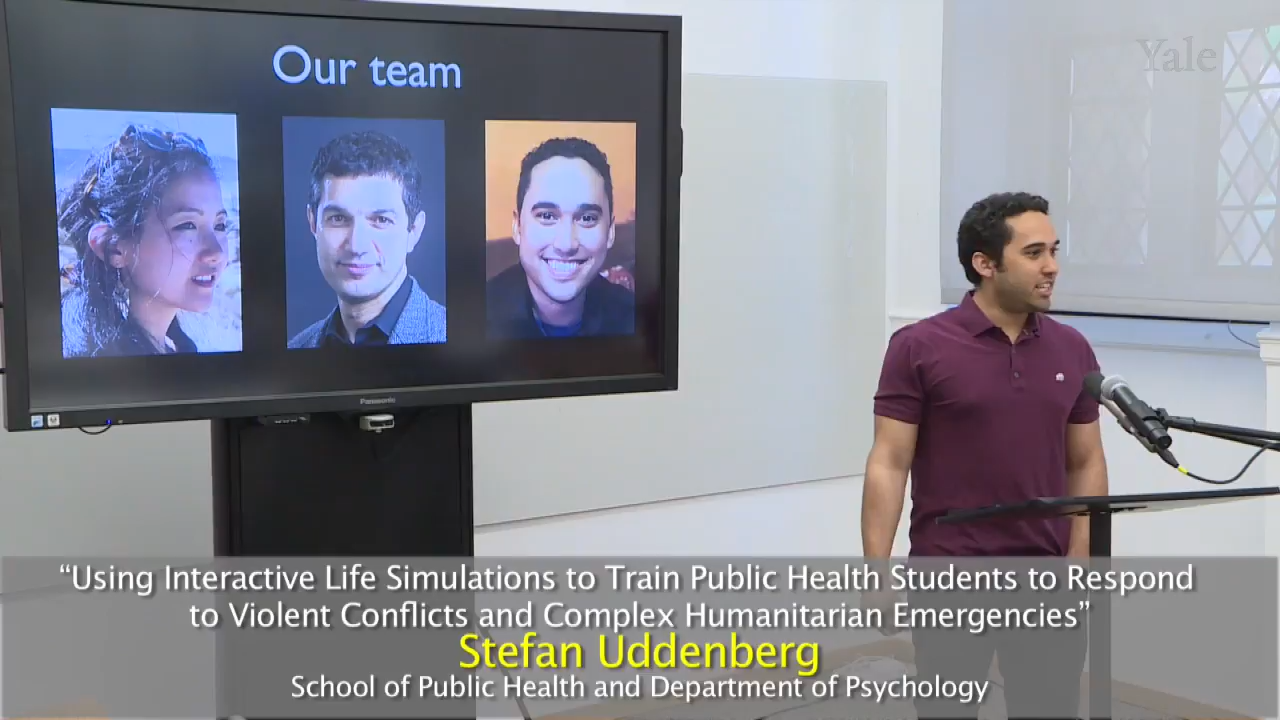 Our team
Yale
Panasonic
“Using Interactive Life Simulations to Train Public Health Students to Respond
to Violent Conflicts and Complex Humanitarian Emergencies”
Stefan Uddenberg
School of Public Health and Department of Psychology